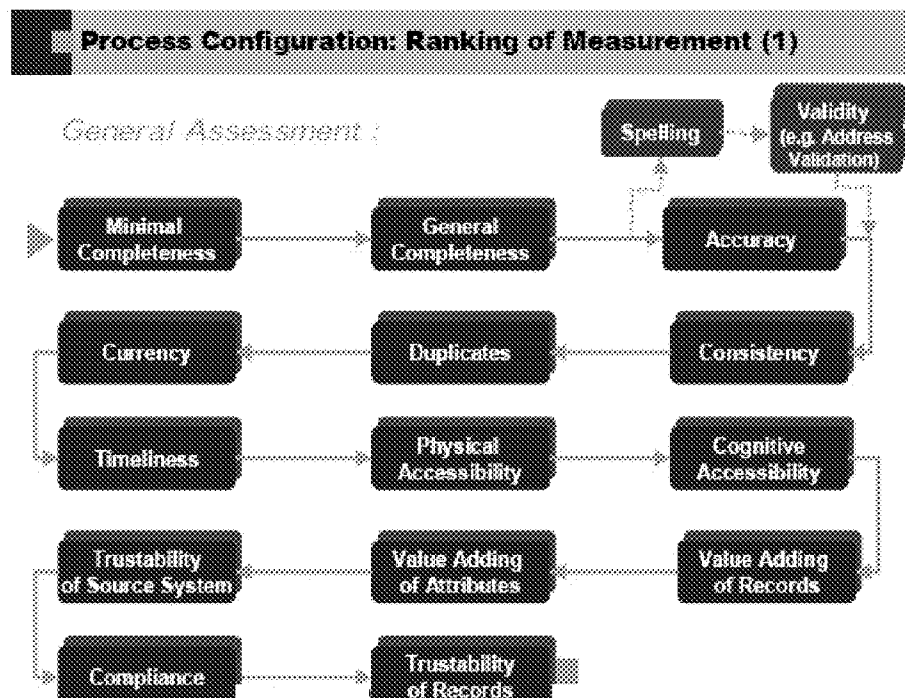 Process Configuration: Ranking of Measurement (1)
General Assessment :
Spelling
Validity
(e.g. Address
Validation)
Minimal
Completeness
General
Completeness
Accuracy
Currency
Duplicates
Consistency
Timeliness
Physical
Accessibility
Cognitive
Accessibility
Trustability
of Source System
Value Adding
of Attributes
Value Adding
of Records
Compliance
Trustability
of Records